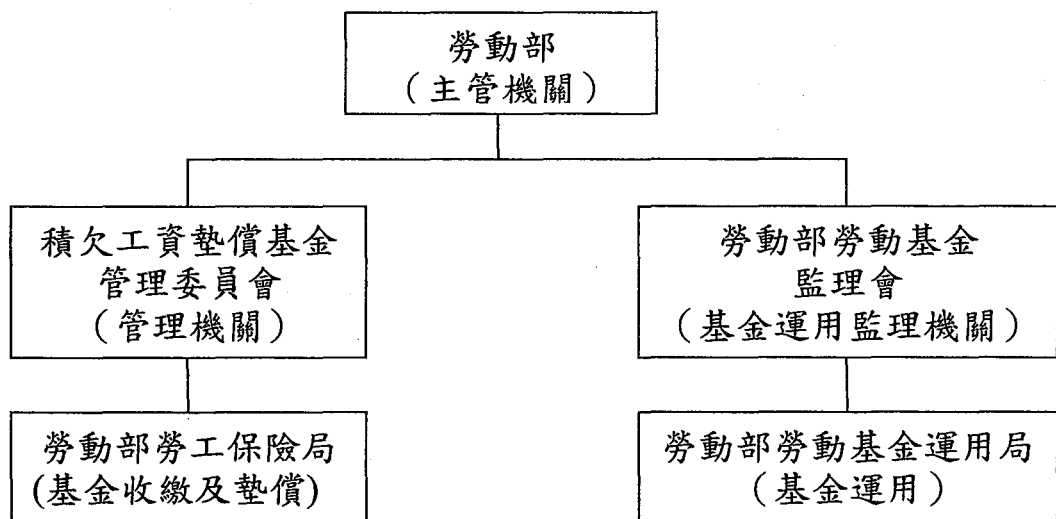 勞動部
（主管機關）
積欠工資墊償基金
管理委員會
（管理機關）
勞動部勞動基金
監理會
（基金運用監理機關）
勞動部勞工保險局
(基金收繳及墊償)
勞動部勞動基金運用局
（基金運用）